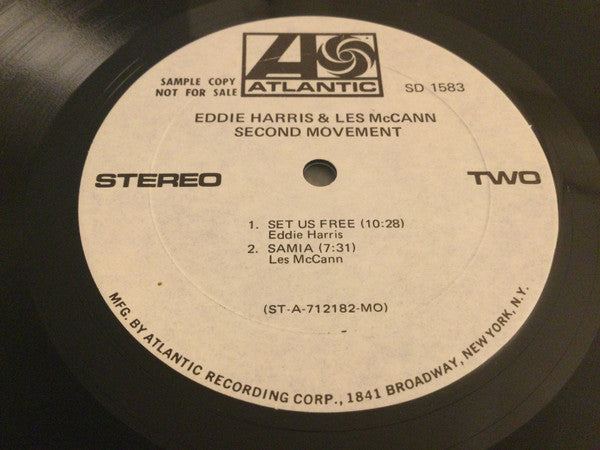 ATLANTIC
SAMPLE COPY
NOT FOR SALE
SD 1583
EDDIE HARRIS & LES McCANN
SECOND MOVEMENT
STEREO
TWO
1. SET US FREE (10:28)
Eddie Harris
2. SAMIA (7:31)
Les McCann
(ST-A-712182-MO)
MFG. BY ATLANTIC RECORDING CORP., 1841 BROADWAY, NEW YORK, N.Y.